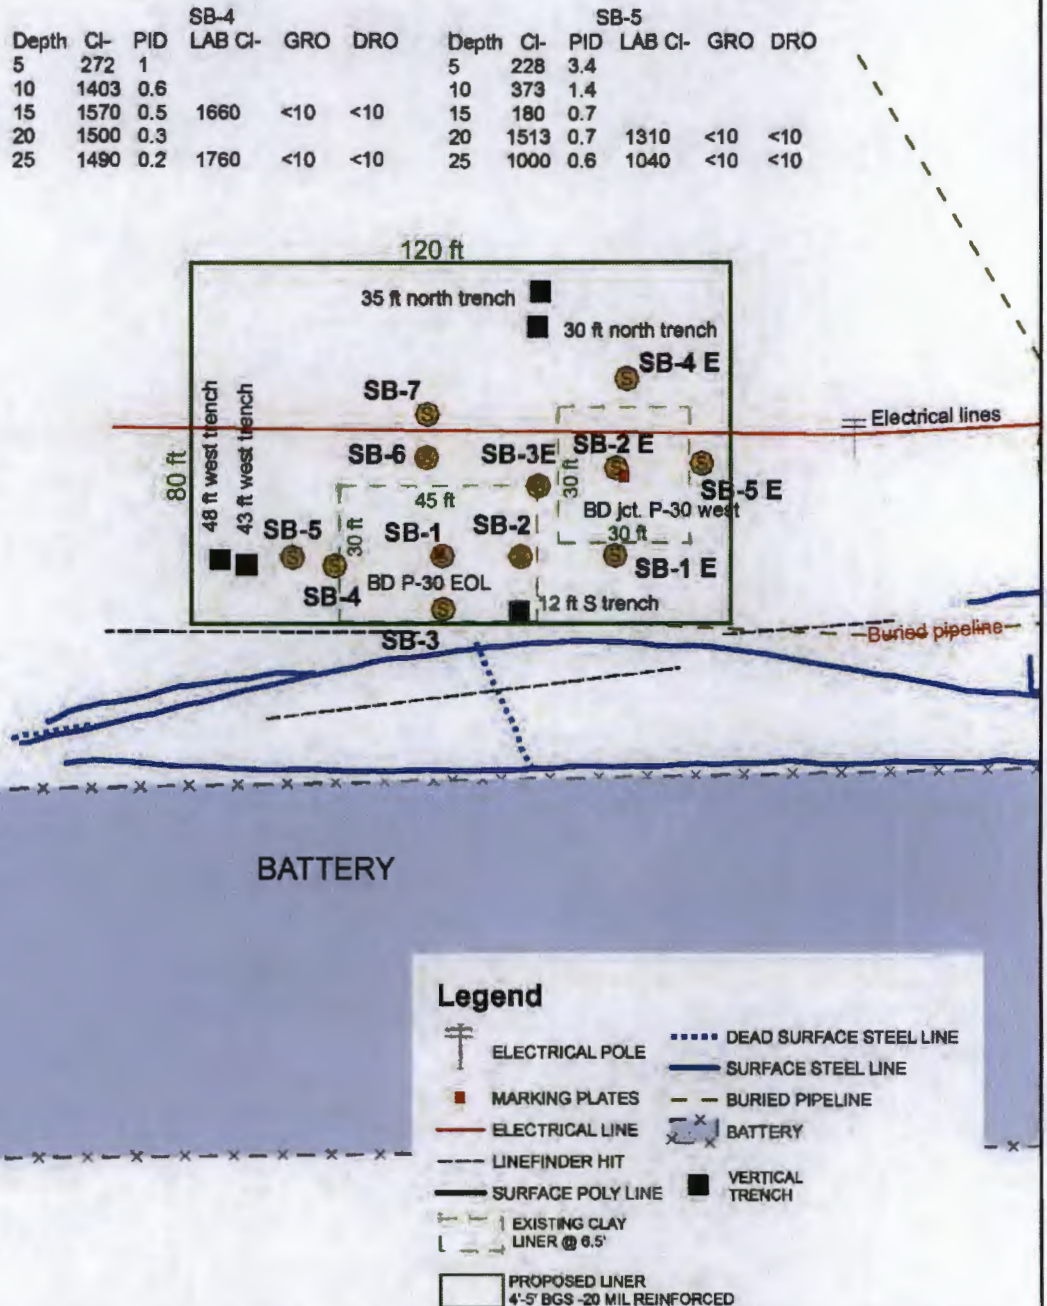 SB-4 SB-5
Depth Cl- PID LAB Cl- GRO DRO Depth Cl- PID LAB Cl- GRO DRO
5 272 1 5 228 3.4
10 1403 0.6 10 373 1.4
15 1570 0.5 1660 <10 <10 15 180 0.7
20 1500 0.3 20 1513 0.7 1310 <10 <10
25 1490 0.2 1760 <10 <10 25 1000 0.6 1040 <10 <10
120 ft
35 ft north trench
30 ft north trench
SB-4 E
SB-7
Electrical lines
80 ft
48 ft west trench
43 ft west trench
SB-6
SB-3E
SB-2 E
SB-5 E
45 ft
30 ft
BD jct. P-30 west
30 ft
SB-5
30 ft
SB-1
SB-2
SB-1 E
SB-4
BD P-30 EOL
12 ft S trench
SB-3
Buried pipeline
BATTERY
Legend
ELECTRICAL POLE
MARKING PLATES
ELECTRICAL LINE
LINEFINDER HIT
SURFACE POLY LINE
EXISTING CLAY
LINER @ 6.5'
PROPOSED LINER
4'-5' BGS -20 MIL REINFORCED
DEAD SURFACE STEEL LINE
SURFACE STEEL LINE
BURIED PIPELINE
BATTERY
VERTICAL
TRENCH